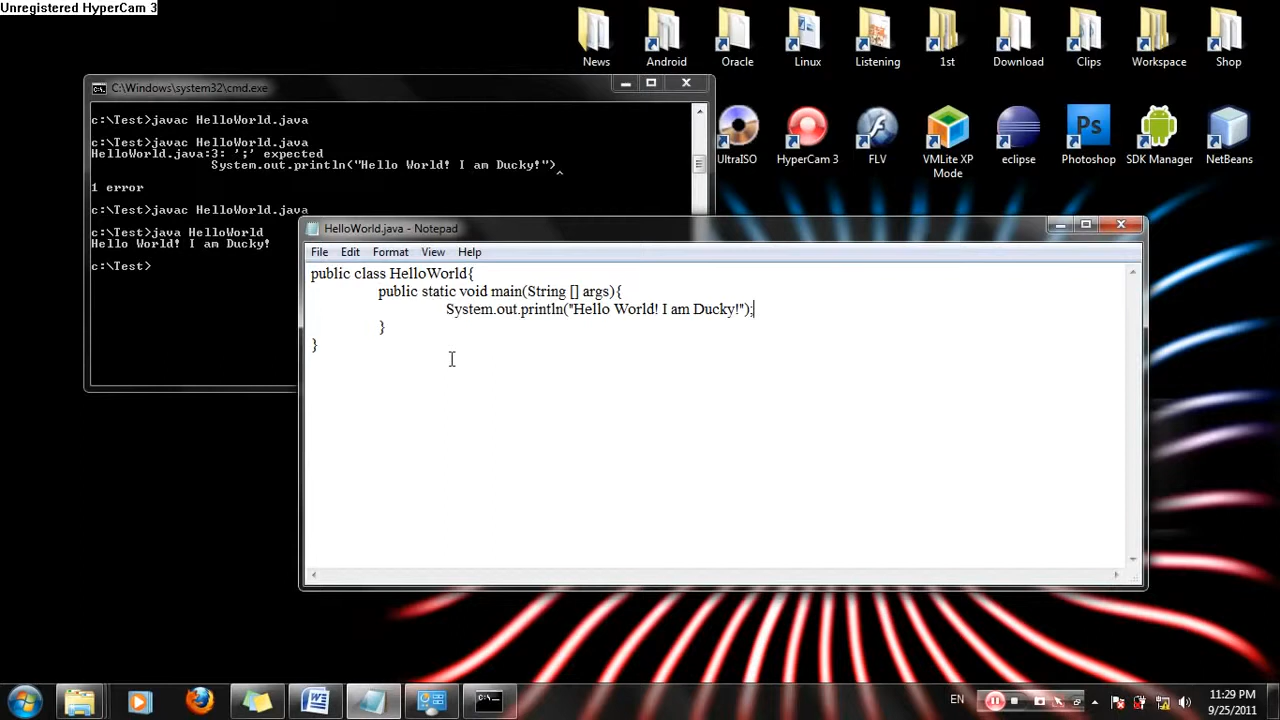 Unregistered HyperCam 3
News
Android
Oracle
Linux
Listening
1st
Download
Clips
Workspace
Shop
UltraISO
HyperCam 3
FLV
VMLite XP
Mode
eclipse
Ps
Photoshop
SDK Manager
NetBeans
C:\Windows\system32\cmd.exe
c:\Test>javac HelloWorld.java
c:\Test>javac HelloWorld.java
HelloWorld.java:3: ';' expected
System.out.println("Hello World! I am Ducky!")
^
1 error
c:\Test>javac HelloWorld.java
c:\Test>java HelloWorld
Hello World! I am Ducky!
c:\Test>
HelloWorld.java - Notepad
File Edit Format View Help
public class HelloWorld{
public static void main(String [] args){
System.out.println("Hello World! I am Ducky!");
}
}
EN
11:29 PM
9/25/2011